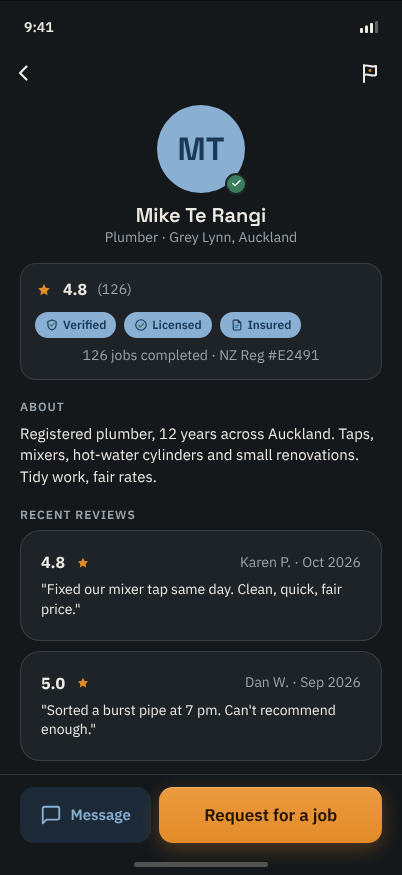 9:41
MT
Mike Te Rangi
Plumber · Grey Lynn, Auckland
4.8 (126)
Verified Licensed Insured
126 jobs completed · NZ Reg #E2491
ABOUT
Registered plumber, 12 years across Auckland. Taps,
mixers, hot-water cylinders and small renovations.
Tidy work, fair rates.
RECENT REVIEWS
4.8 Karen P. · Oct 2026
"Fixed our mixer tap same day. Clean, quick, fair
price."
5.0 Dan W. · Sep 2026
"Sorted a burst pipe at 7 pm. Can't recommend
enough."
Message Request for a job